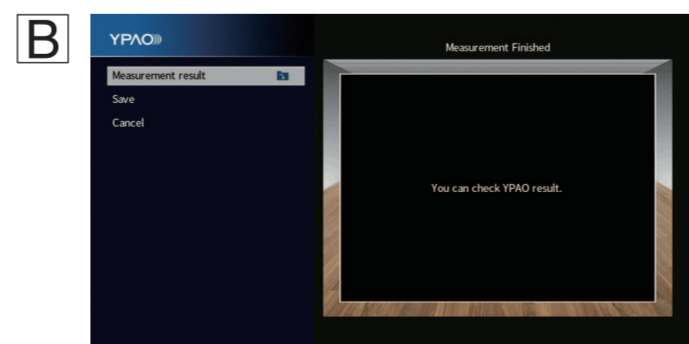 B
YPAO
Measurement Finished
Measurement result
Save
Cancel
You can check YPAO result.